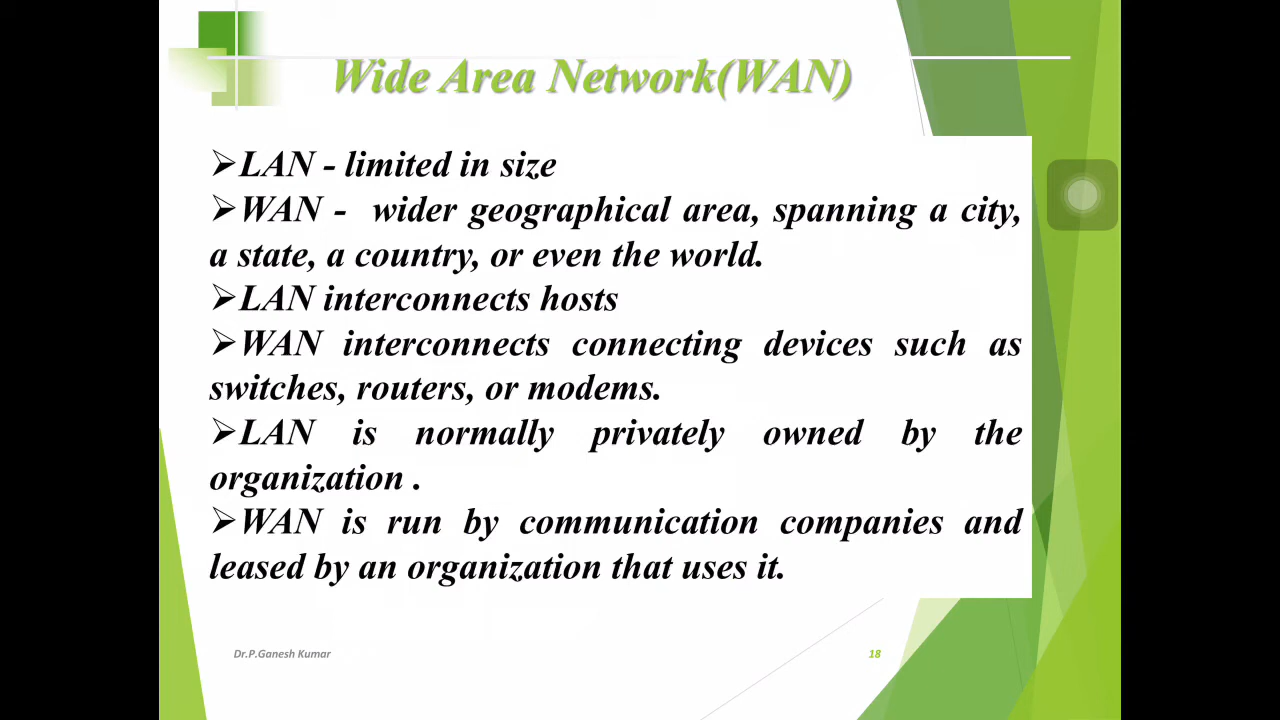 Wide Area Network(WAN)
➢LAN - limited in size
➢WAN - wider geographical area, spanning a city,
a state, a country, or even the world.
➢LAN interconnects hosts
➢WAN interconnects connecting devices such as
switches, routers, or modems.
➢LAN is normally privately owned by the
organization .
➢WAN is run by communication companies and
leased by an organization that uses it.
Dr.P.Ganesh Kumar
18